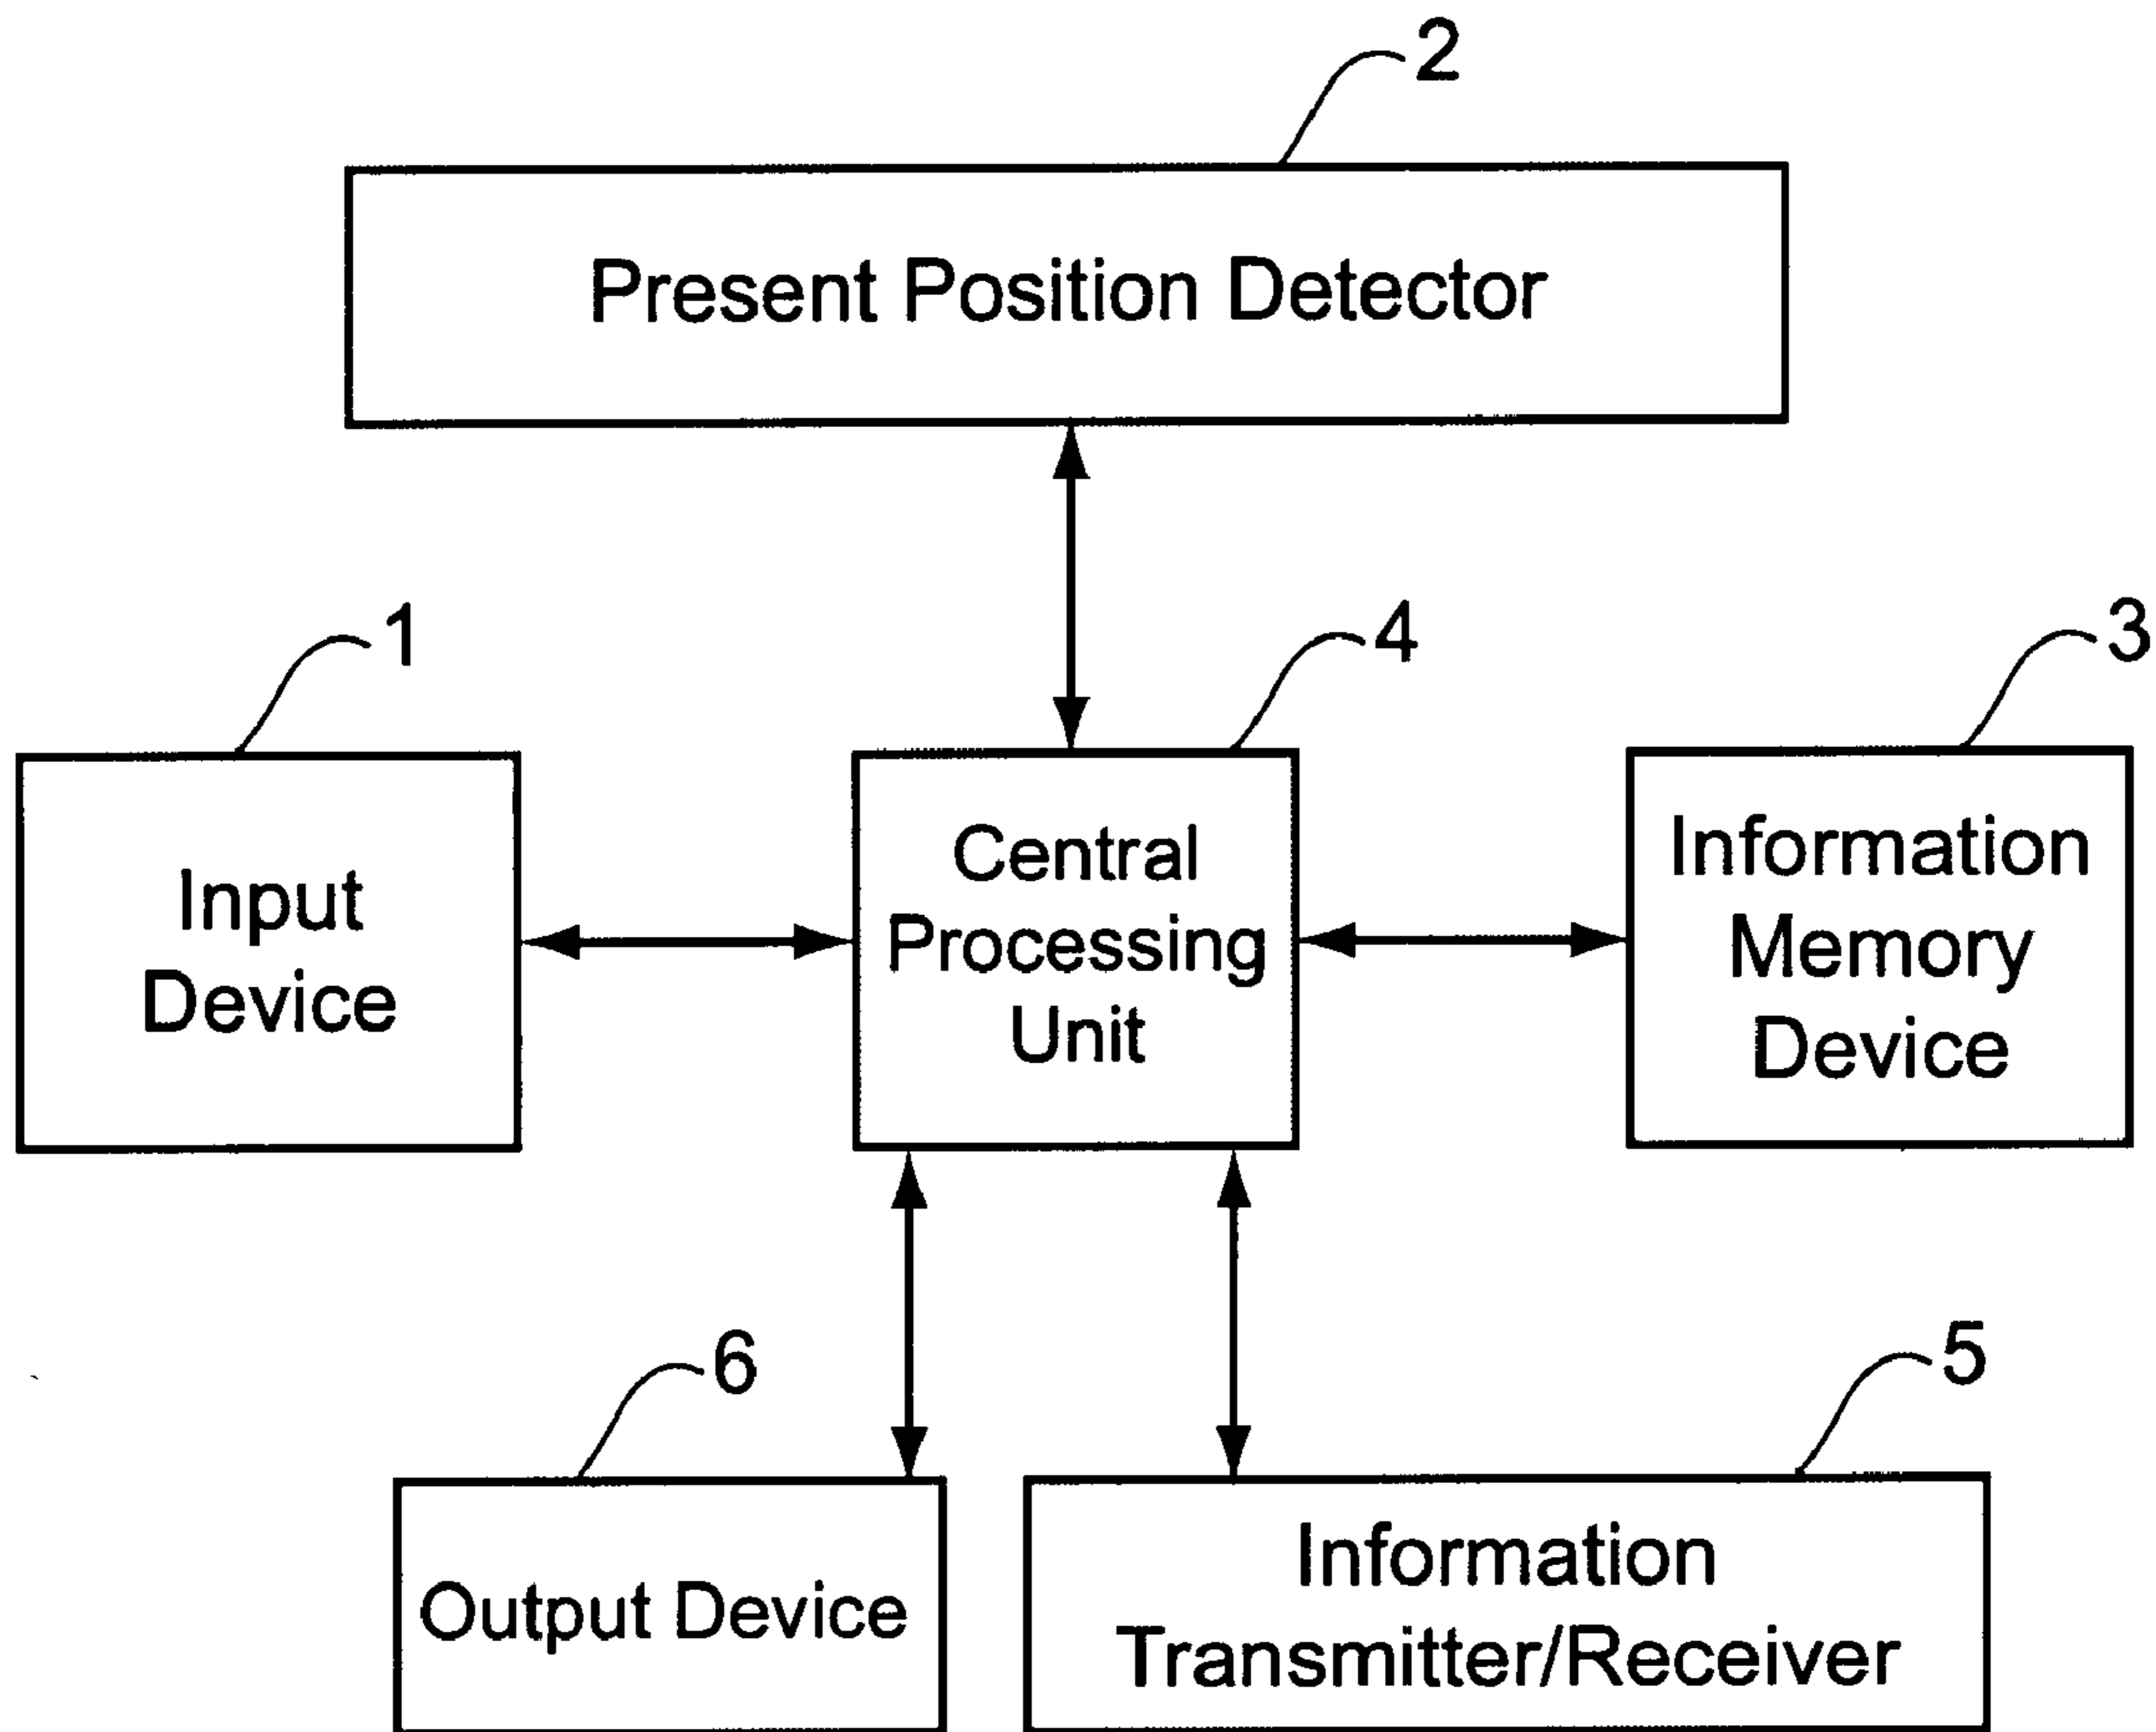 2
Present Position Detector
1
4
3
Input
Device
Central
Processing
Unit
Information
Memory
Device
6
5
Output Device
Information
Transmitter/Receiver